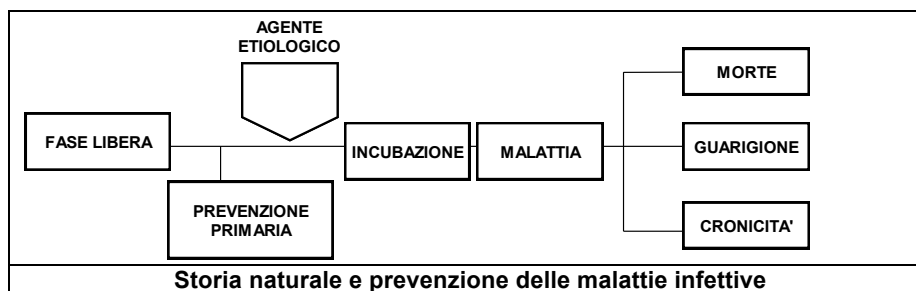 AGENTE
ETIOLOGICO
MORTE
FASE LIBERA
INCUBAZIONE
MALATTIA
GUARIGIONE
PREVENZIONE
PRIMARIA
CRONICITA'
Storia naturale e prevenzione delle malattie infettive